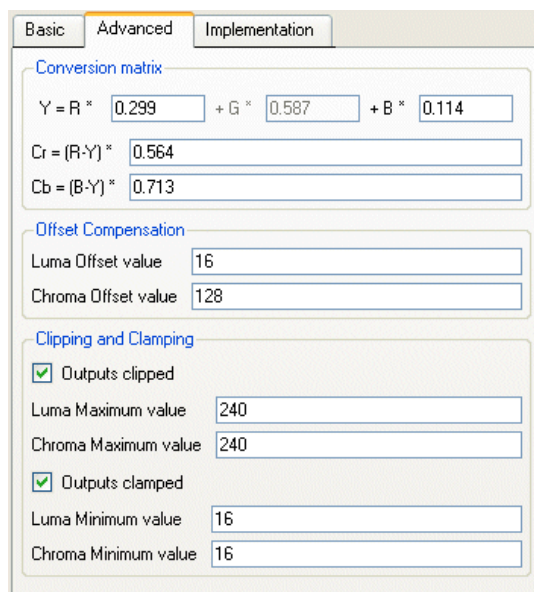 Basic Advanced Implementation
Conversion matrix
Y = R * 0.299 + G * 0.587 + B * 0.114
Cr = (R-Y) * 0.564
Cb = (B-Y) * 0.713
Offset Compensation
Luma Offset value 16
Chroma Offset value 128
Clipping and Clamping
Outputs clipped
Luma Maximum value 240
Chroma Maximum value 240
Outputs clamped
Luma Minimum value 16
Chroma Minimum value 16